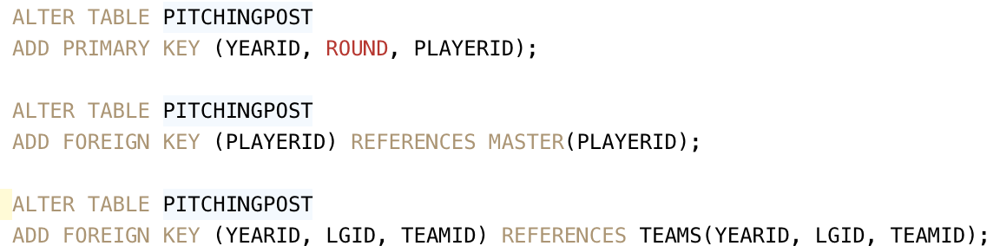 ALTER TABLE PITCHINGPOST
ADD PRIMARY KEY (YEARID, ROUND, PLAYERID);
ALTER TABLE PITCHINGPOST
ADD FOREIGN KEY (PLAYERID) REFERENCES MASTER(PLAYERID);
ALTER TABLE PITCHINGPOST
ADD FOREIGN KEY (YEARID, LGID, TEAMID) REFERENCES TEAMS(YEARID, LGID, TEAMID);